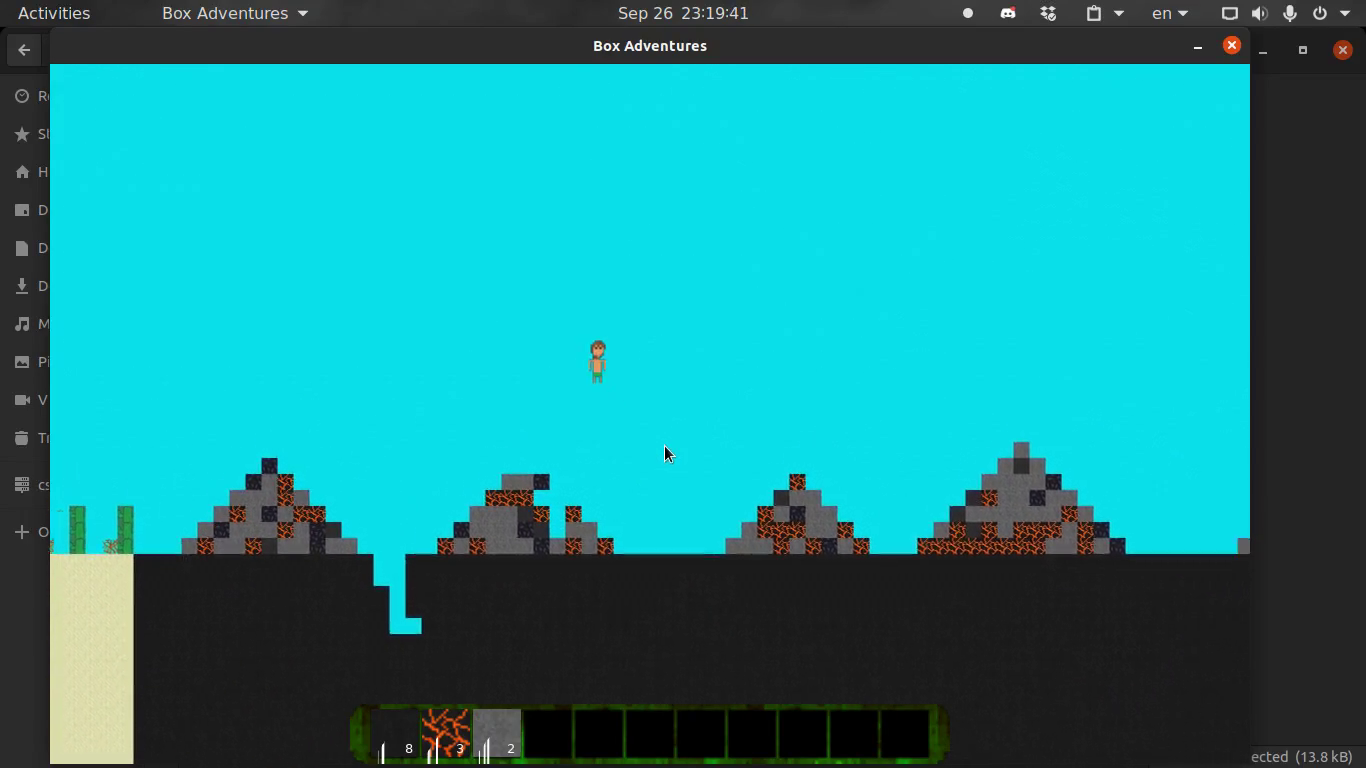 Activities Box Adventures Sep 26 23:19:41 en
Box Adventures
8 3 2
ected (13.8 kB)